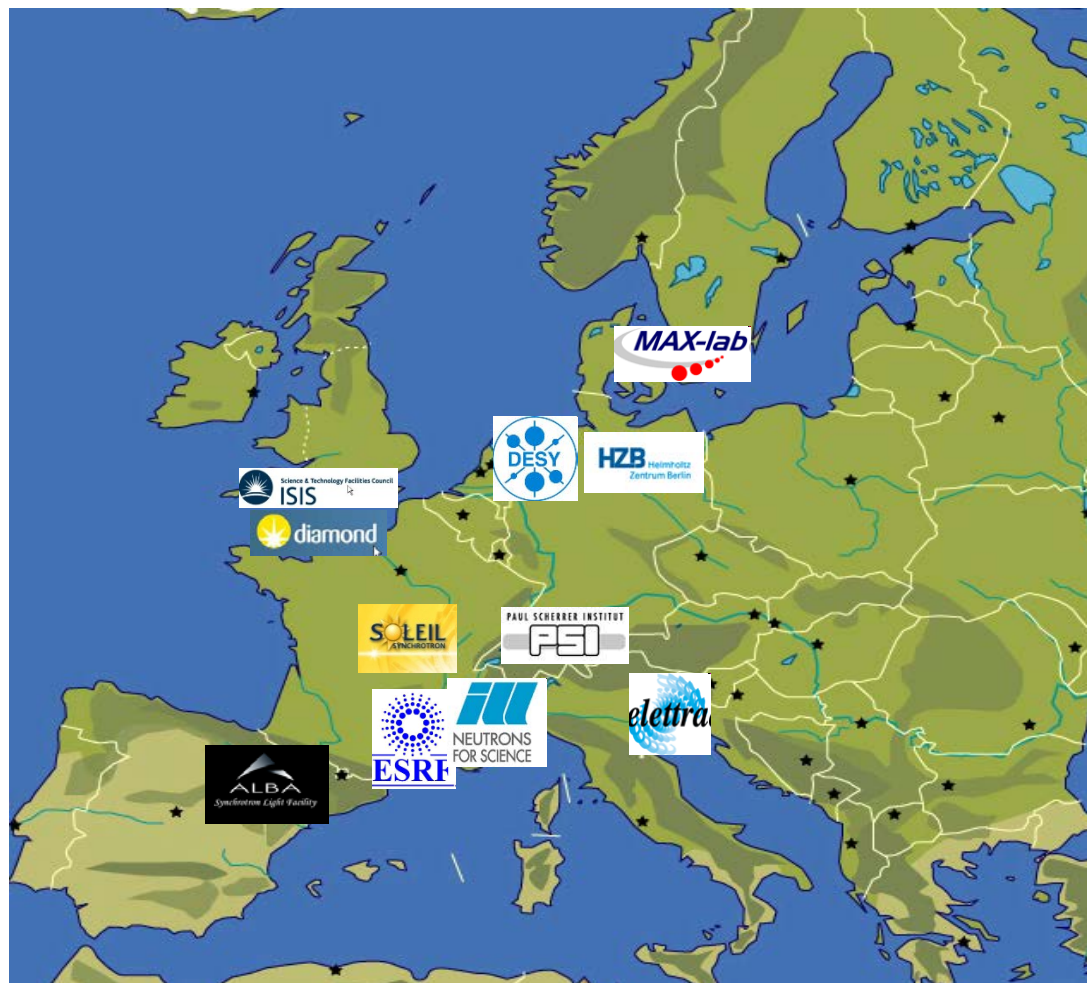 MAX-lab
DESY
HZB Helmholtz
Zentrum Berlin
Science & Technology Facilities Council
ISIS
diamond
SOLEIL
SYNCHROTRON
PAUL SCHERRER INSTITUT
PSI
ill
NEUTRONS
FOR SCIENCE
elettra
ESRF
ALBA
Synchrotron Light Facility